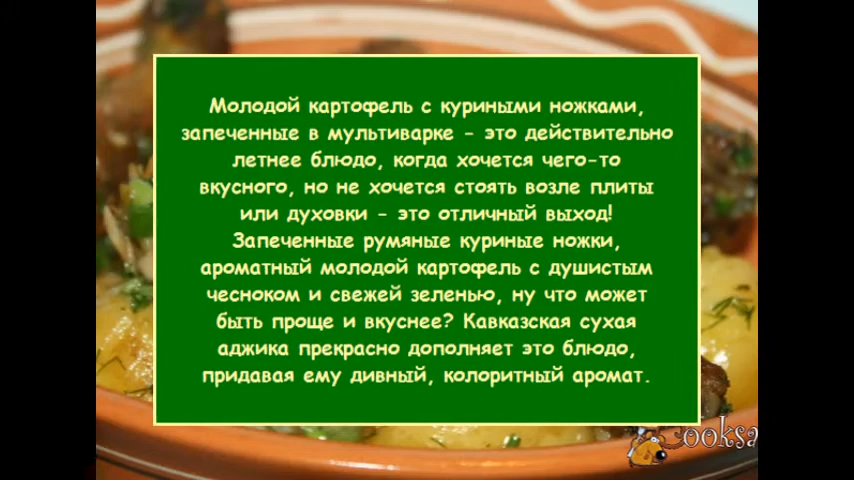 Молодой картофель с куриными ножками,
запеченные в мультиварке - это действительно
летнее блюдо, когда хочется чего-то
вкусного, но не хочется стоять возле плиты
или духовки - это отличный выход!
Запеченные румяные куриные ножки,
ароматный молодой картофель с душистым
чесноком и свежей зеленью, ну что может
быть проще и вкуснее? Кавказская сухая
аджика прекрасно дополняет это блюдо,
придавая ему дивный, колоритный аромат.